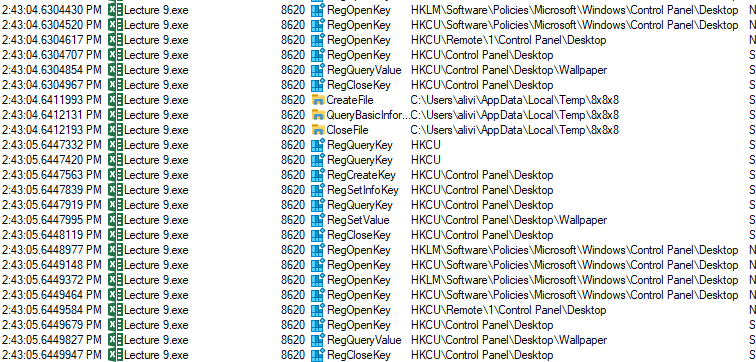 2:43:04.6304430 PM Lecture 9.exe 8620 RegOpenKey HKLM\Software\Policies\Microsoft\Windows\Control Panel\Desktop N
2:43:04.6304520 PM Lecture 9.exe 8620 RegOpenKey HKCU\Software\Policies\Microsoft\Windows\Control Panel\Desktop N
2:43:04.6304617 PM Lecture 9.exe 8620 RegOpenKey HKCU\Remote\1\Control Panel\Desktop N
2:43:04.6304707 PM Lecture 9.exe 8620 RegOpenKey HKCU\Control Panel\Desktop S
2:43:04.6304854 PM Lecture 9.exe 8620 RegQueryValue HKCU\Control Panel\Desktop\Wallpaper S
2:43:04.6304967 PM Lecture 9.exe 8620 RegCloseKey HKCU\Control Panel\Desktop S
2:43:04.6411993 PM Lecture 9.exe 8620 CreateFile C:\Users\alivi\AppData\Local\Temp\8x8x8 S
2:43:04.6412131 PM Lecture 9.exe 8620 QueryBasicInfor... C:\Users\alivi\AppData\Local\Temp\8x8x8 S
2:43:04.6412193 PM Lecture 9.exe 8620 CloseFile C:\Users\alivi\AppData\Local\Temp\8x8x8 S
2:43:05.6447332 PM Lecture 9.exe 8620 RegQueryKey HKCU S
2:43:05.6447420 PM Lecture 9.exe 8620 RegQueryKey HKCU S
2:43:05.6447563 PM Lecture 9.exe 8620 RegCreateKey HKCU\Control Panel\Desktop S
2:43:05.6447839 PM Lecture 9.exe 8620 RegSetInfoKey HKCU\Control Panel\Desktop S
2:43:05.6447919 PM Lecture 9.exe 8620 RegQueryKey HKCU\Control Panel\Desktop S
2:43:05.6447995 PM Lecture 9.exe 8620 RegSetValue HKCU\Control Panel\Desktop\Wallpaper S
2:43:05.6448119 PM Lecture 9.exe 8620 RegCloseKey HKCU\Control Panel\Desktop S
2:43:05.6448977 PM Lecture 9.exe 8620 RegOpenKey HKLM\Software\Policies\Microsoft\Windows\Control Panel\Desktop N
2:43:05.6449148 PM Lecture 9.exe 8620 RegOpenKey HKCU\Software\Policies\Microsoft\Windows\Control Panel\Desktop N
2:43:05.6449372 PM Lecture 9.exe 8620 RegOpenKey HKLM\Software\Policies\Microsoft\Windows\Control Panel\Desktop N
2:43:05.6449464 PM Lecture 9.exe 8620 RegOpenKey HKCU\Software\Policies\Microsoft\Windows\Control Panel\Desktop N
2:43:05.6449584 PM Lecture 9.exe 8620 RegOpenKey HKCU\Remote\1\Control Panel\Desktop N
2:43:05.6449679 PM Lecture 9.exe 8620 RegOpenKey HKCU\Control Panel\Desktop S
2:43:05.6449827 PM Lecture 9.exe 8620 RegQueryValue HKCU\Control Panel\Desktop\Wallpaper S
2:43:05.6449947 PM Lecture 9.exe 8620 RegCloseKey HKCU\Control Panel\Desktop S